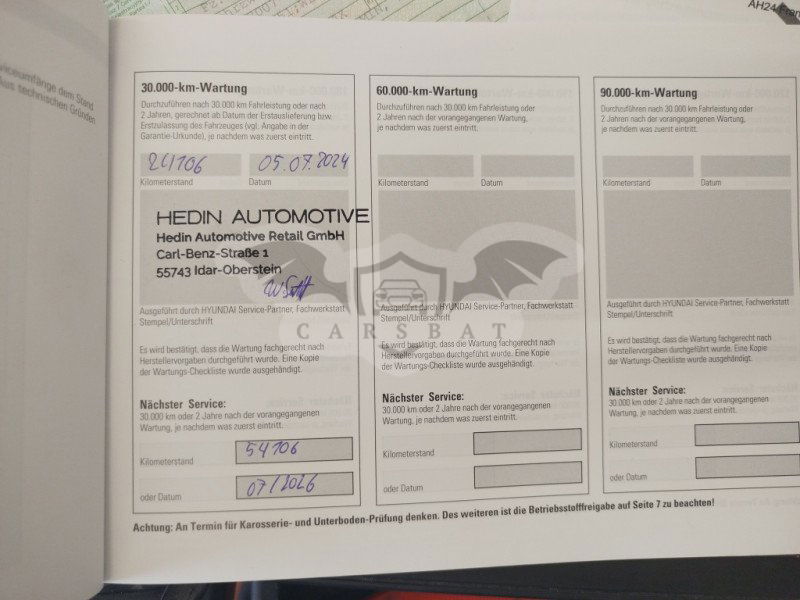 AH24 Fran
viceumfänge dem Stand
aus technischen Gründen
30.000-km-Wartung
Durchzuführen nach 30.000 km Fahrleistung oder nach
2 Jahren, gerechnet ab Datum der Erstauslieferung bzw.
Erstzulassung des Fahrzeuges (vgl. Angabe in der
Garantie-Urkunde), je nachdem was zuerst eintritt.
24106
05.07.2024
Kilometerstand
Datum
HEDIN AUTOMOTIVE
Hedin Automotive Retail GmbH
Carl-Benz-Straße 1
55743 Idar-Oberstein
Ausgeführt durch HYUNDAI Service-Partner, Fachwerkstatt
Stempel/Unterschrift
Es wird bestätigt, dass die Wartung fachgerecht nach
Herstellervorgaben durchgeführt wurde. Eine Kopie
der Wartungs-Checkliste wurde ausgehändigt.
Nächster Service:
30.000 km oder 2 Jahre nach der vorangegangenen
Wartung, je nachdem was zuerst eintritt.
Kilometerstand
54106
oder Datum
07/2026
60.000-km-Wartung
Durchzuführen nach 30.000 km Fahrleistung oder
2 Jahren nach der vorangegangenen Wartung,
je nachdem was zuerst eintritt.
Kilometerstand
Datum
Ausgeführt durch HYUNDAI Service-Partner, Fachwerkstatt
Stempel/Unterschrift
Es wird bestätigt, dass die Wartung fachgerecht nach
Herstellervorgaben durchgeführt wurde. Eine Kopie
der Wartungs-Checkliste wurde ausgehändigt.
Nächster Service:
30.000 km oder 2 Jahre nach der vorangegangenen
Wartung, je nachdem was zuerst eintritt.
Kilometerstand
oder Datum
90.000-km-Wartung
Durchzuführen nach 30.000 km Fahrleistung oder
2 Jahren nach der vorangegangenen Wartung,
je nachdem was zuerst eintritt.
Kilometerstand
Datum
Ausgeführt durch HYUNDAI Service-Partner, Fachwerkstatt
Stempel/Unterschrift
Es wird bestätigt, dass die Wartung fachgerecht nach
Herstellervorgaben durchgeführt wurde. Eine Kopie
der Wartungs-Checkliste wurde ausgehändigt.
Nächster Service:
30.000 km oder 2 Jahre nach der vorangegangenen
Wartung, je nachdem was zuerst eintritt.
Kilometerstand
oder Datum
Achtung: An Termin für Karosserie- und Unterboden-Prüfung denken. Des weiteren ist die Betriebsstofffreigabe auf Seite 7 zu beachten!
CARSBAT